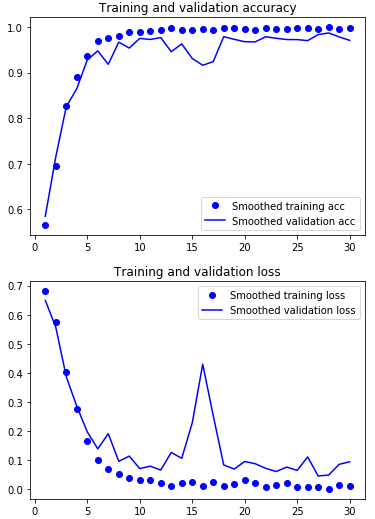 Training and validation accuracy
1.0
0.9
0.8
0.7
0.6
Smoothed training acc
Smoothed validation acc
0 5 10 15 20 25 30
Training and validation loss
0.7
0.6
0.5
0.4
0.3
0.2
0.1
0.0
Smoothed training loss
Smoothed validation loss
0 5 10 15 20 25 30